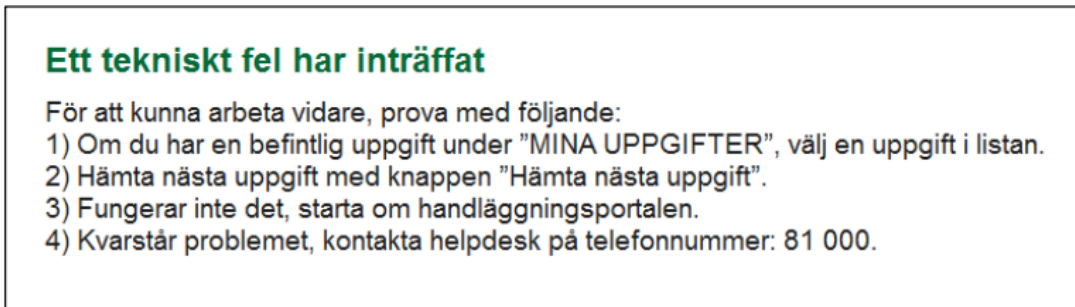 Ett tekniskt fel har inträffat
För att kunna arbeta vidare, prova med följande:
1) Om du har en befintlig uppgift under ”MINA UPPGIFTER”, välj en uppgift i listan.
2) Hämta nästa uppgift med knappen ”Hämta nästa uppgift”.
3) Fungerar inte det, starta om handläggningsportalen.
4) Kvarstår problemet, kontakta helpdesk på telefonnummer: 81 000.